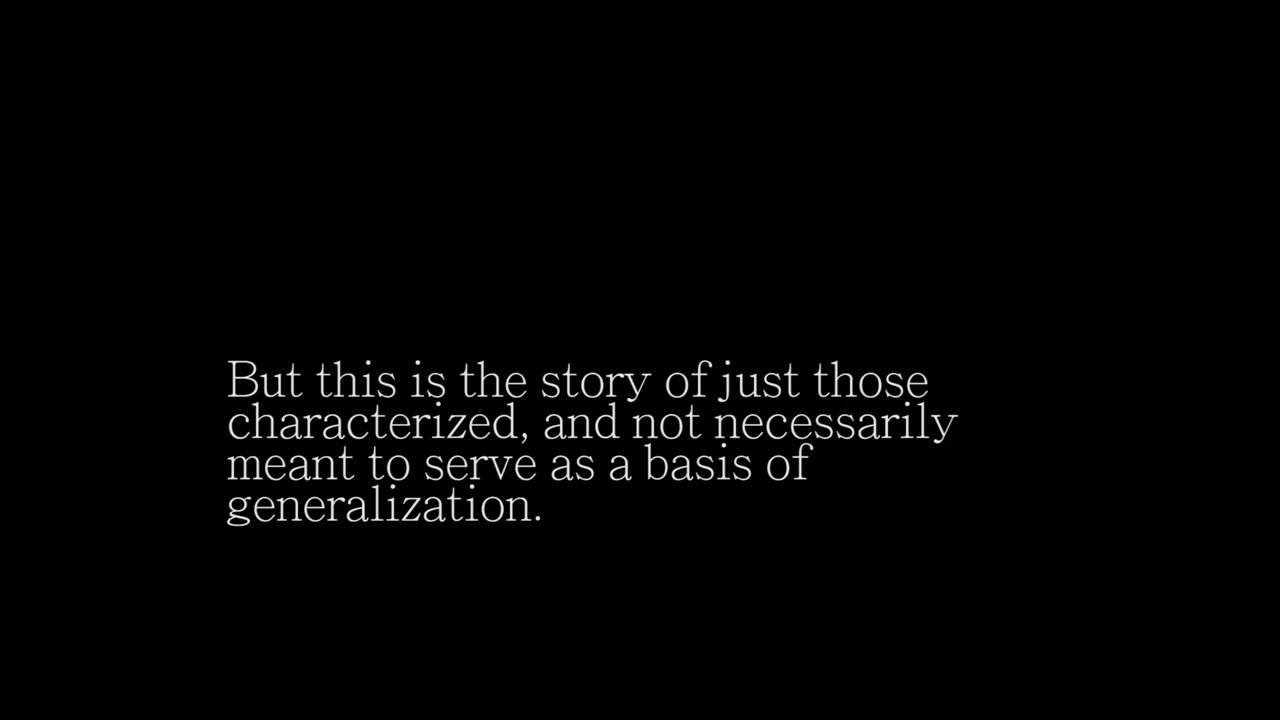 But this is the story of just those
characterized, and not necessarily
meant to serve as a basis of
generalization.